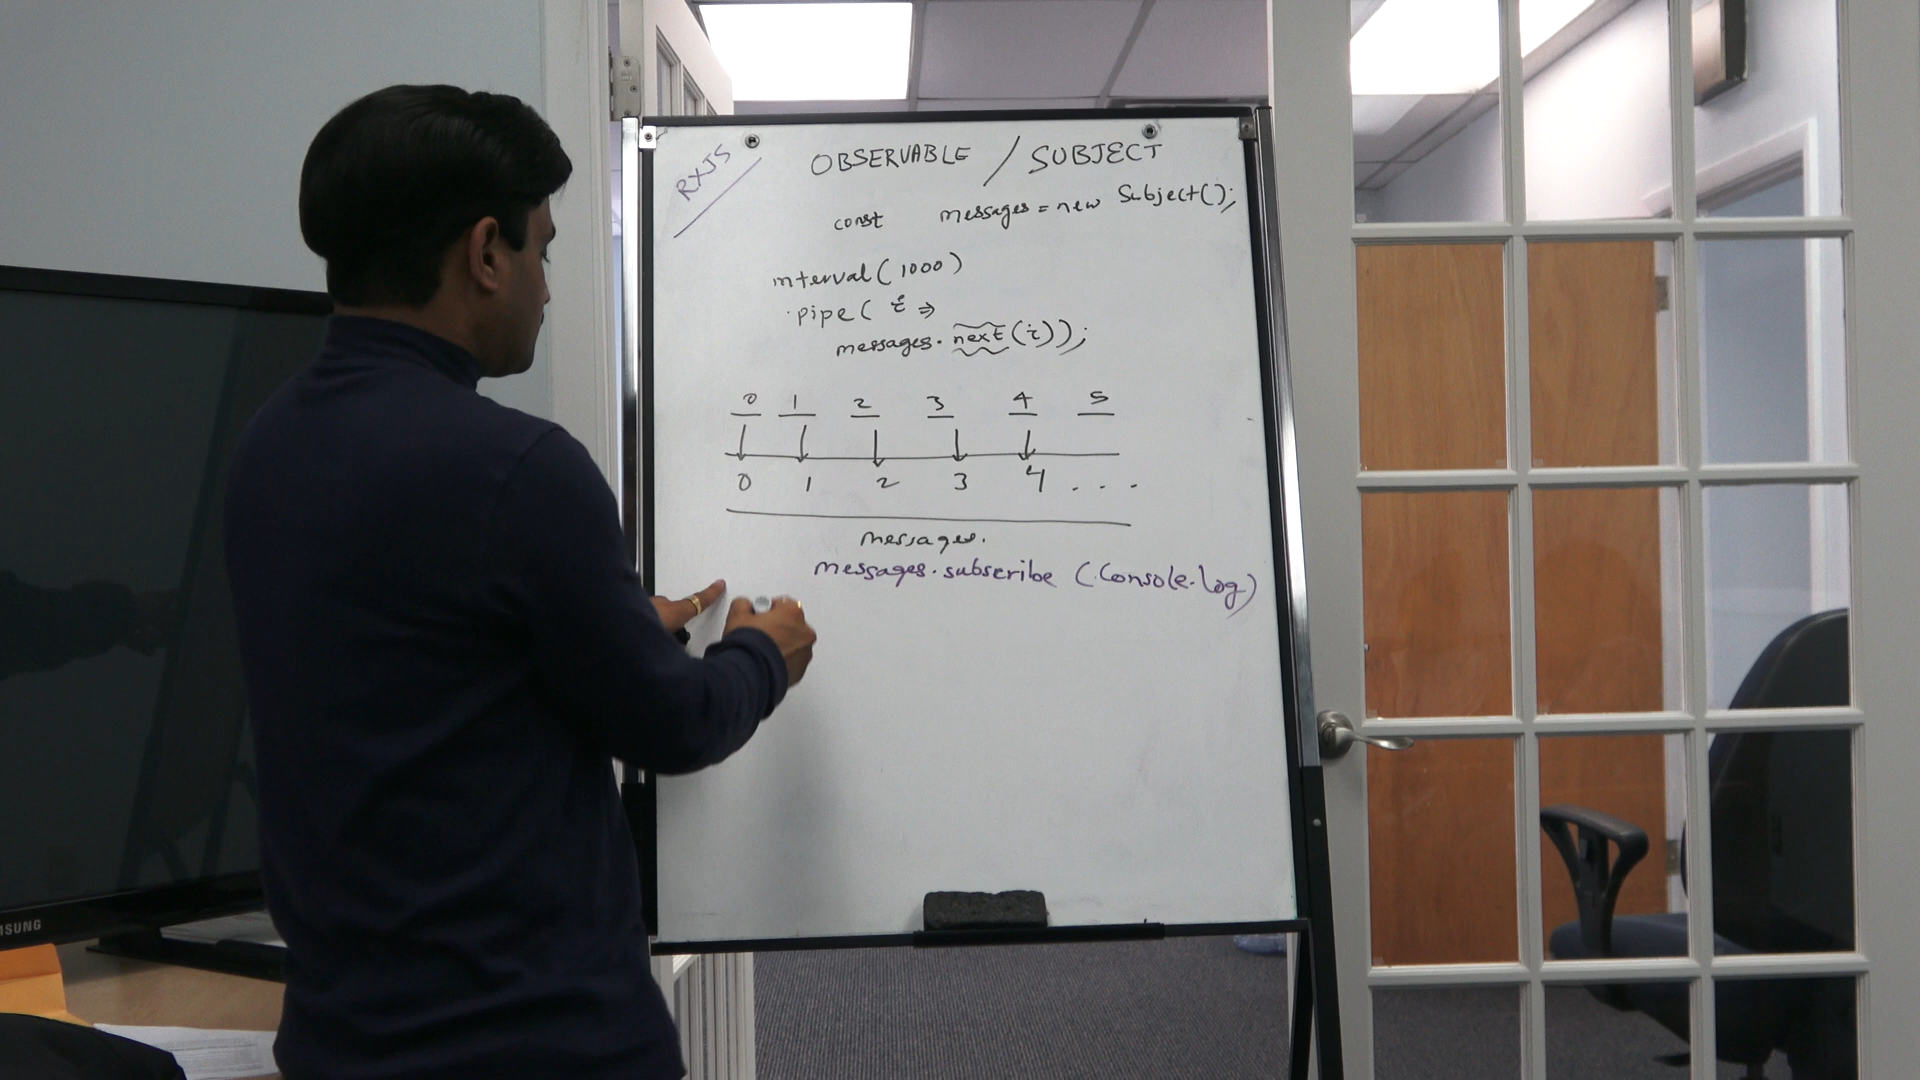 RXJS
OBSERVABLE / SUBJECT
const messages = new Subject();
interval(1000)
.pipe( i =>
messages.next(i));
0 1 2 3 4 5
0 1 2 3 4 . . .
messages.
messages.subscribe (.Console.log)
SUNG